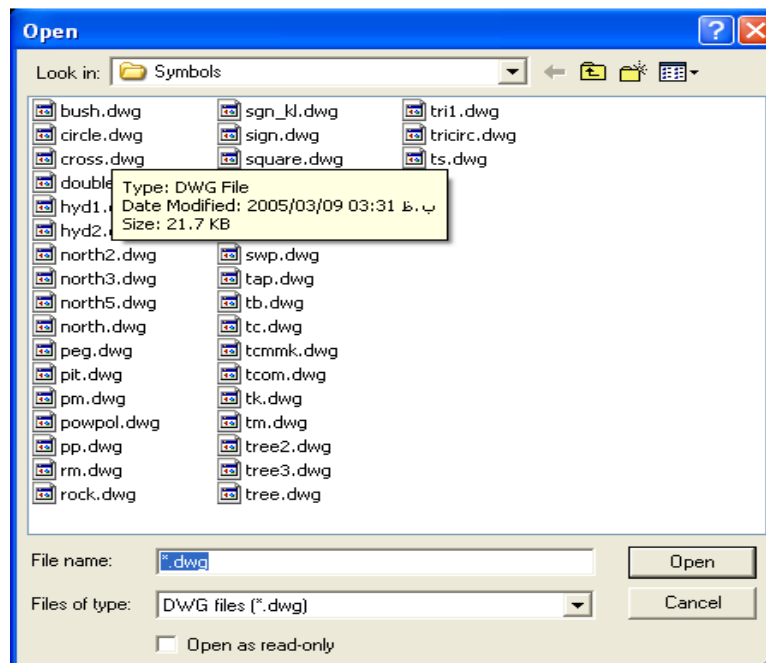 Open
Look in:
Symbols
bush.dwg
circle.dwg
cross.dwg
double
hyd1.
hyd2.
north2.dwg
north3.dwg
north5.dwg
north.dwg
peg.dwg
pit.dwg
pm.dwg
powpol.dwg
pp.dwg
rm.dwg
rock.dwg
sgn_kl.dwg
sign.dwg
square.dwg
swp.dwg
tap.dwg
tb.dwg
tc.dwg
tcmmk.dwg
tcom.dwg
tk.dwg
tm.dwg
tree2.dwg
tree3.dwg
tree.dwg
tri1.dwg
tricirc.dwg
ts.dwg
Type: DWG File
Date Modified: 2005/03/09 03:31 ب.ظ
Size: 21.7 KB
File name:
*.dwg
Open
Files of type:
DWG files (*.dwg)
Cancel
Open as read-only